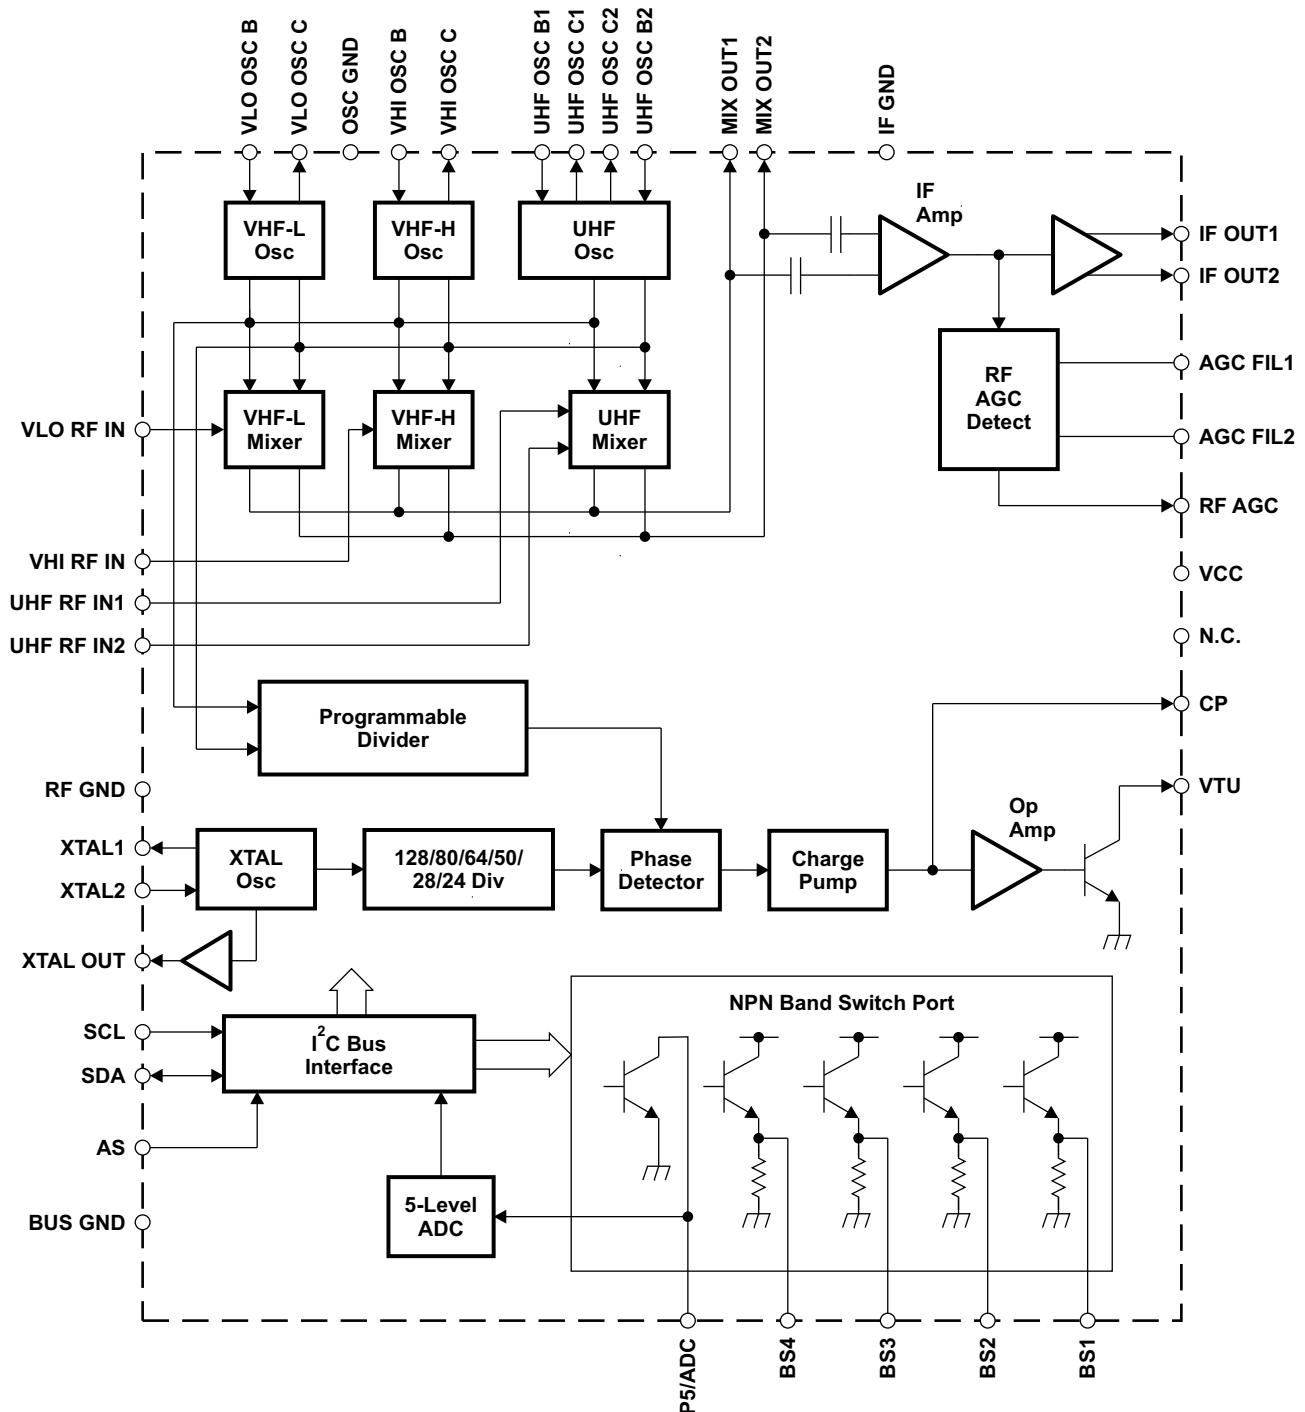 VLO OSC B
VLO OSC C
OSC GND
VHI OSC B
VHI OSC C
UHF OSC B1
UHF OSC C1
UHF OSC C2
UHF OSC B2
MIX OUT1
MIX OUT2
IF GND
VHF-L
Osc
VHF-H
Osc
UHF
Osc
IF
Amp
IF OUT1
IF OUT2
RF
AGC
Detect
AGC FIL1
AGC FIL2
RF AGC
VCC
N.C.
CP
VTU
VLO RF IN
VHF-L
Mixer
VHF-H
Mixer
UHF
Mixer
VHI RF IN
UHF RF IN1
UHF RF IN2
Programmable
Divider
RF GND
XTAL1
XTAL2
XTAL OUT
XTAL
Osc
128/80/64/50/
28/24 Div
Phase
Detector
Charge
Pump
Op
Amp
SCL
SDA
AS
BUS GND
I2C Bus
Interface
5-Level
ADC
NPN Band Switch Port
P5/ADC
BS4
BS3
BS2
BS1